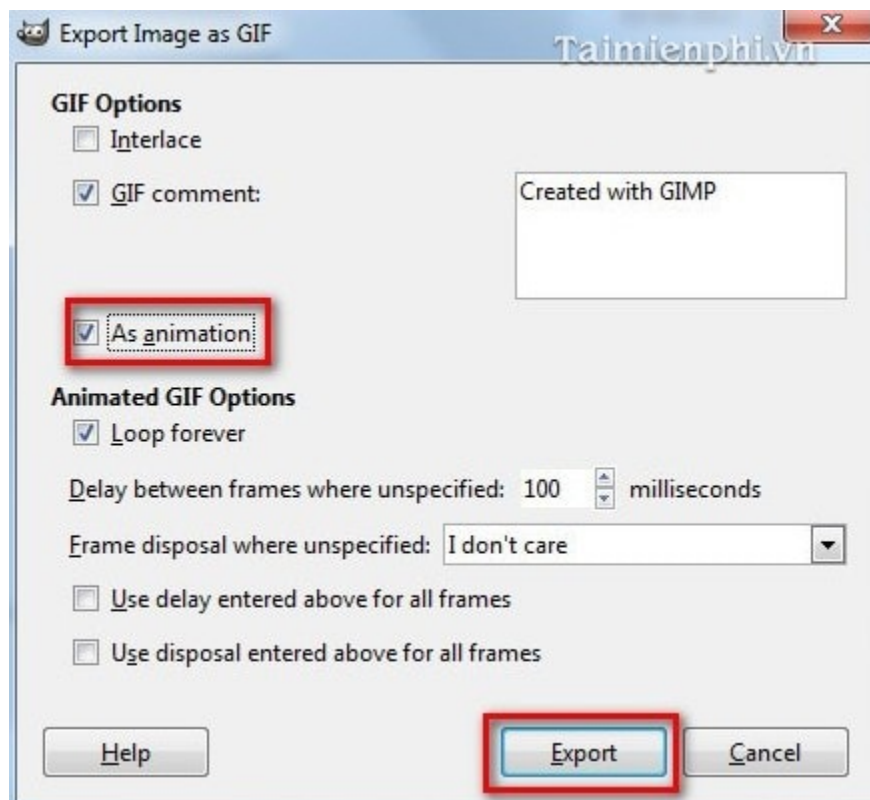 Export Image as GIF
Taimienphi.vn
GIF Options
Interlace
GIF comment:
Created with GIMP
As animation
Animated GIF Options
Loop forever
Delay between frames where unspecified: 100 milliseconds
Frame disposal where unspecified: I don't care
Use delay entered above for all frames
Use disposal entered above for all frames
Help Export Cancel